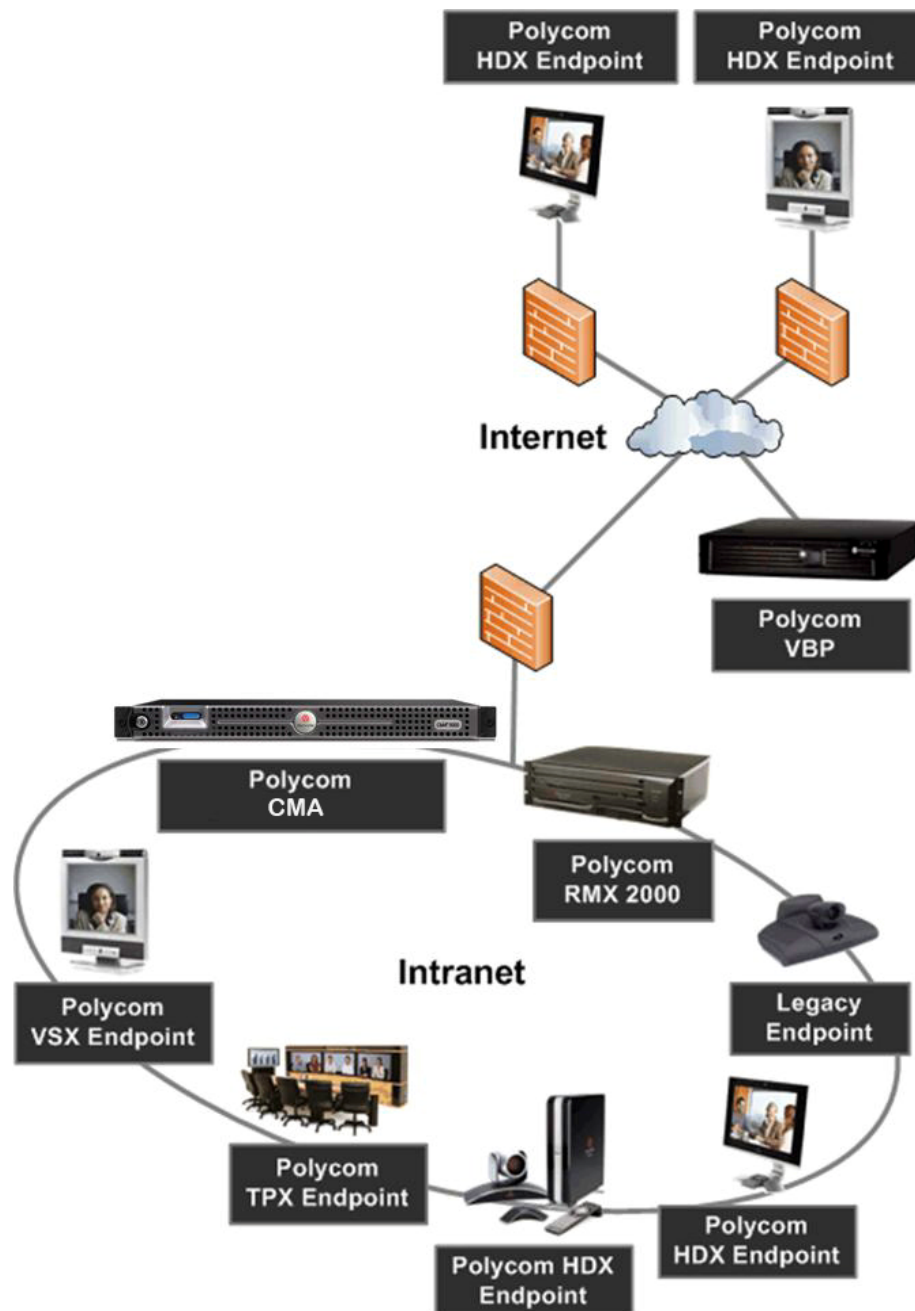 Polycom
HDX Endpoint
Polycom
HDX Endpoint
Internet
Polycom
VBP
Polycom
CMA
Polycom
RMX 2000
Intranet
Polycom
VSX Endpoint
Legacy
Endpoint
Polycom
TPX Endpoint
Polycom
HDX Endpoint
Polycom HDX
Endpoint